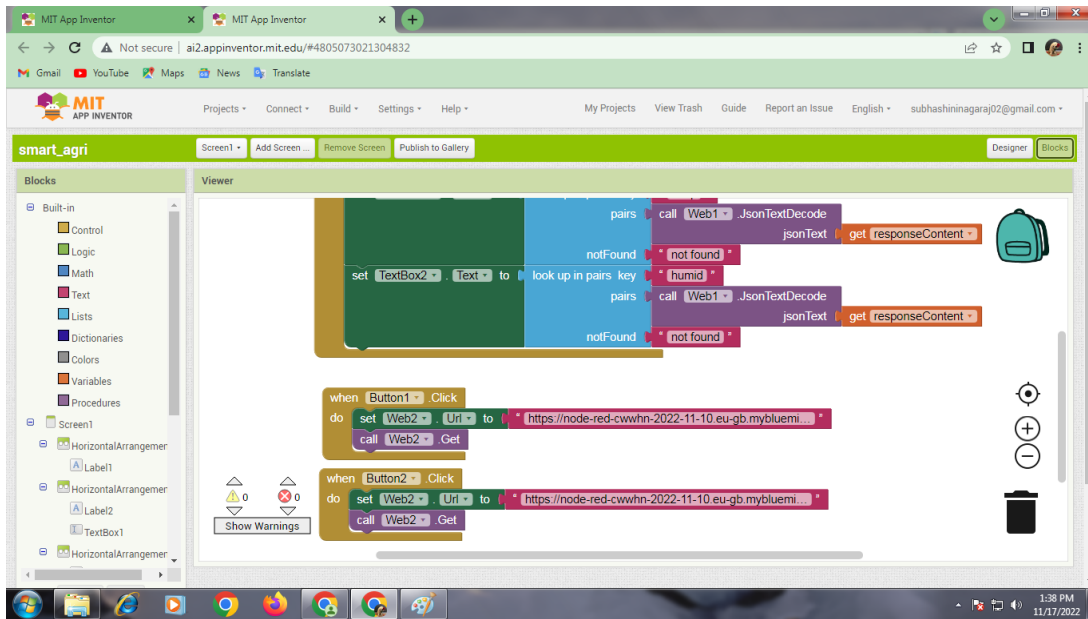 MIT App Inventor
MIT App Inventor
Not secure | ai2.appinventor.mit.edu/#4805073021304832
Gmail YouTube Maps News Translate
MIT
APP INVENTOR
Projects Connect Build Settings Help My Projects View Trash Guide Report an Issue English subhashininagaraj02@gmail.com
smart_agri Screen1 Add Screen ... Remove Screen Publish to Gallery Designer Blocks
Blocks Viewer
Built-in
Control
Logic
Math
Text
Lists
Dictionaries
Colors
Variables
Procedures
Screen1
HorizontalArrangemer
Label1
HorizontalArrangemer
Label2
TextBox1
HorizontalArrangemer
pairs call Web1 .JsonTextDecode
jsonText get responseContent
notFound " not found "
set TextBox2 . Text to look up in pairs key " humid "
pairs call Web1 .JsonTextDecode
jsonText get responseContent
notFound " not found "
when Button1 .Click
do set Web2 . Url to " https://node-red-cwwhn-2022-11-10.eu-gb.mybluemi... "
call Web2 .Get
when Button2 .Click
do set Web2 . Url to " https://node-red-cwwhn-2022-11-10.eu-gb.mybluemi... "
call Web2 .Get
0 0
Show Warnings
1:38 PM
11/17/2022